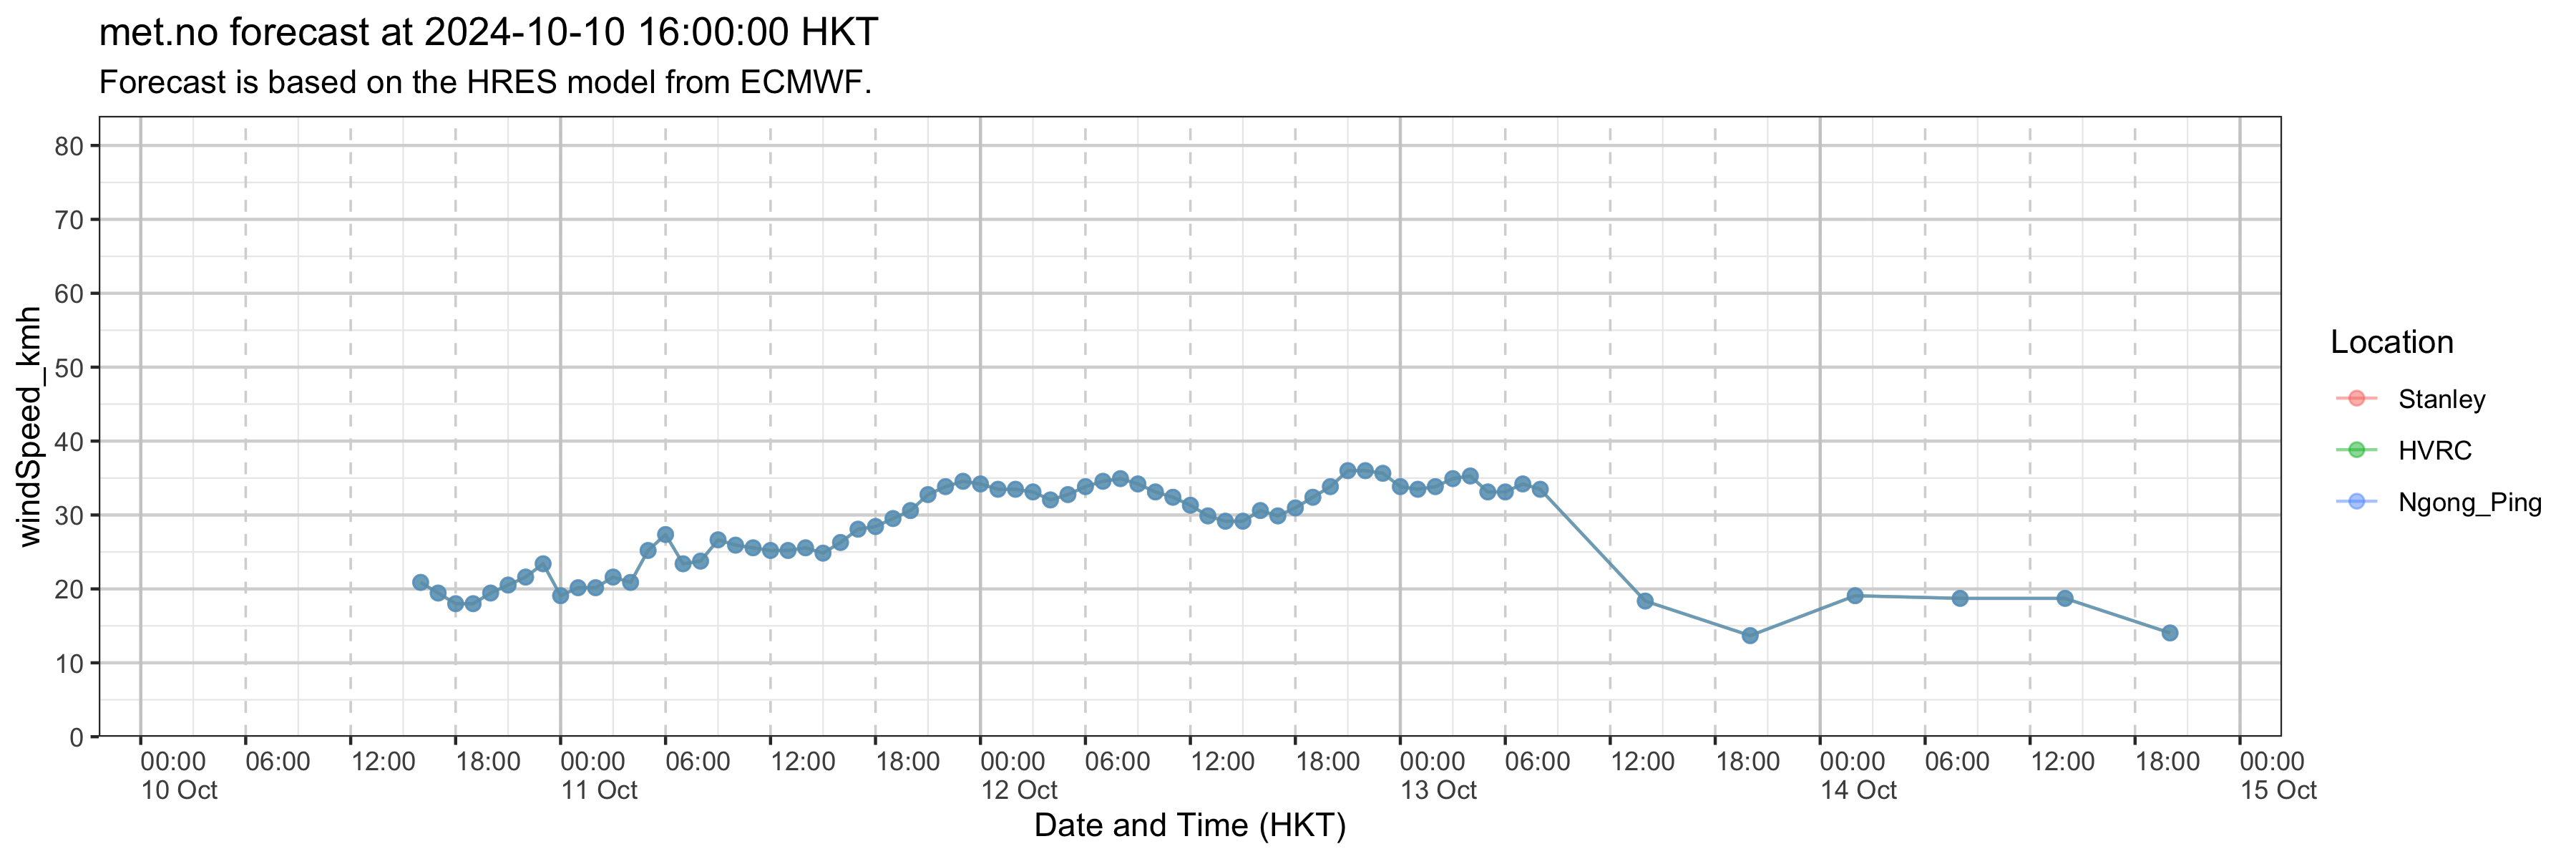 met.no forecast at 2024-10-10 16:00:00 HKT
Forecast is based on the HRES model from ECMWF.
windSpeed_kmh
80
70
60
50
40
30
20
10
0
00:00 06:00 12:00 18:00 00:00 06:00 12:00 18:00 00:00 06:00 12:00 18:00 00:00 06:00 12:00 18:00 00:00 06:00 12:00 18:00 00:00
10 Oct 11 Oct 12 Oct 13 Oct 14 Oct 15 Oct
Date and Time (HKT)
Location
Stanley
HVRC
Ngong_Ping